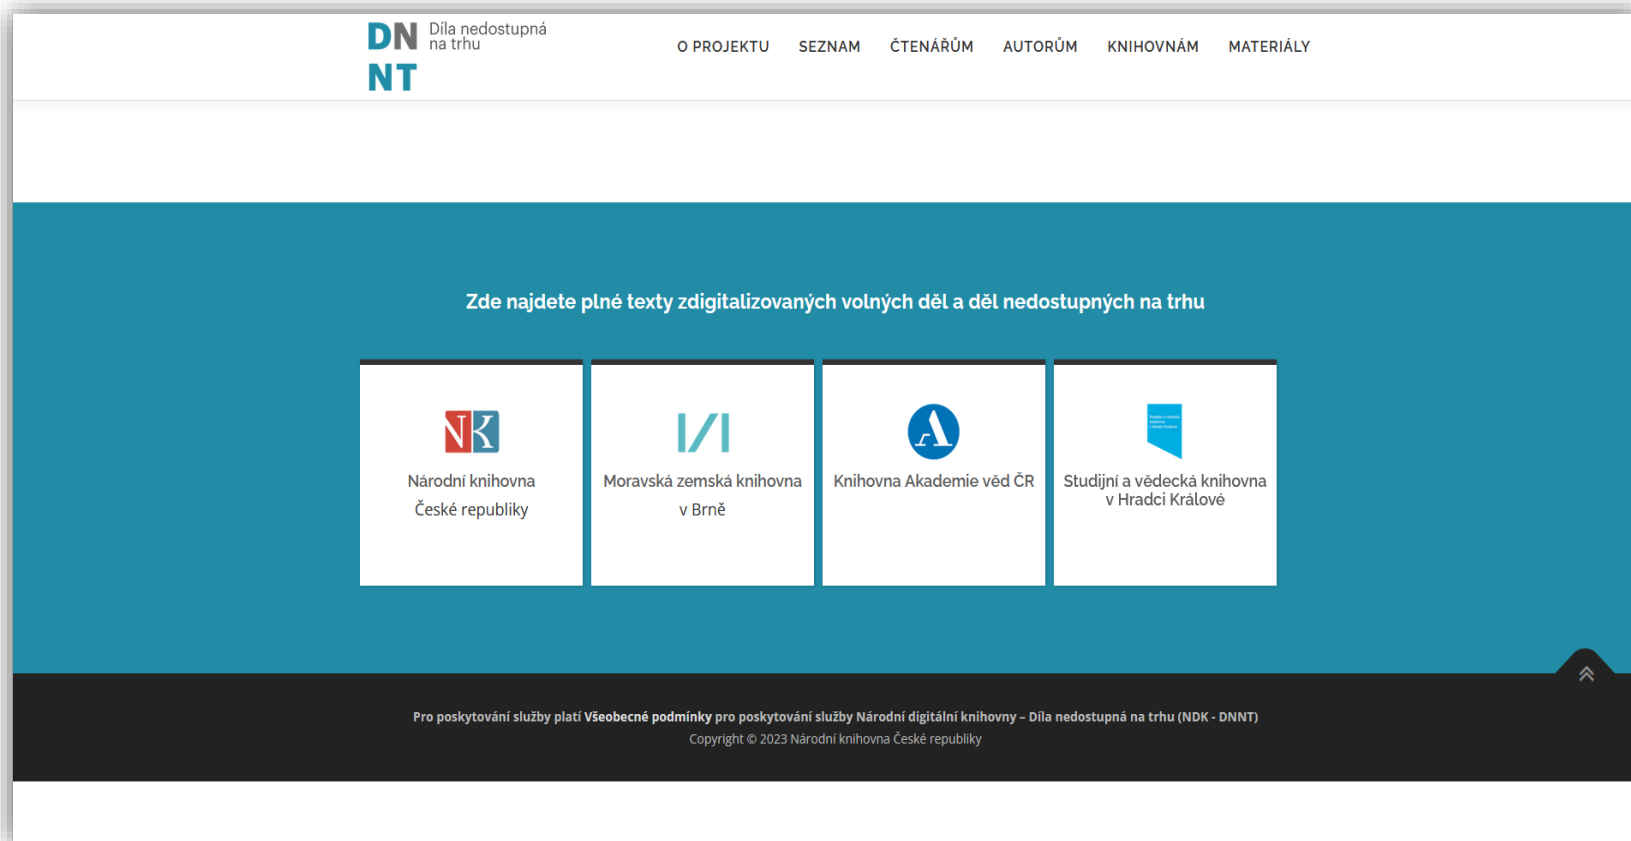 DN
NT
Díla nedostupná
na trhu
O PROJEKTU SEZNAM ČTENÁŘŮM AUTORŮM KNIHOVNÁM MATERIÁLY
Zde najdete plné texty zdigitalizovaných volných děl a děl nedostupných na trhu
NK
Národní knihovna
České republiky
Moravská zemská knihovna
v Brně
Knihovna Akademie věd ČR
Studijní a vědecká knihovna
v Hradci Králové
Pro poskytování služby platí Všeobecné podmínky pro poskytování služby Národní digitální knihovny – Díla nedostupná na trhu (NDK - DNNT)
Copyright © 2023 Národní knihovna České republiky